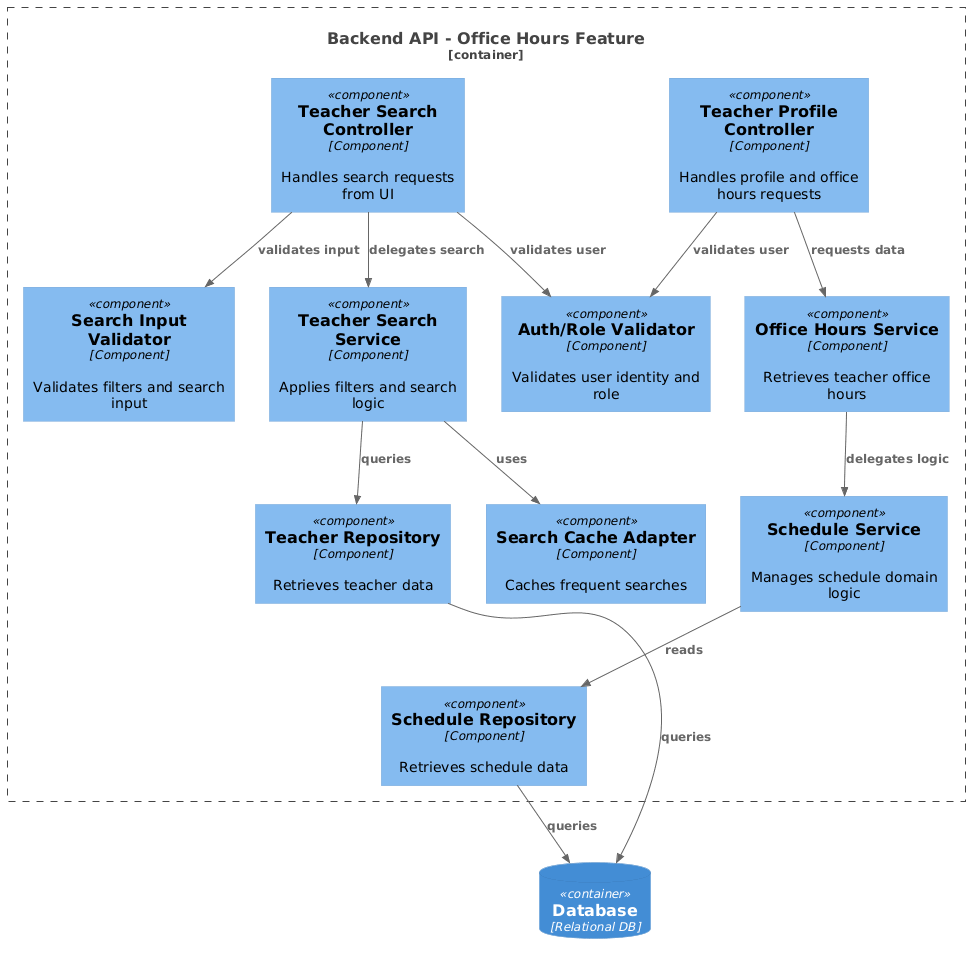 Backend API - Office Hours Feature
[container]
«component»
Teacher Search
Controller
[Component]
Handles search requests
from UI
«component»
Teacher Profile
Controller
[Component]
Handles profile and office
hours requests
validates input
delegates search
validates user
validates user
requests data
«component»
Search Input
Validator
[Component]
Validates filters and search
input
«component»
Teacher Search
Service
[Component]
Applies filters and search
logic
«component»
Auth/Role Validator
[Component]
Validates user identity and
role
«component»
Office Hours Service
[Component]
Retrieves teacher office
hours
queries
uses
delegates logic
«component»
Teacher Repository
[Component]
Retrieves teacher data
«component»
Search Cache Adapter
[Component]
Caches frequent searches
«component»
Schedule Service
[Component]
Manages schedule domain
logic
reads
«component»
Schedule Repository
[Component]
Retrieves schedule data
queries
queries
«container»
Database
[Relational DB]